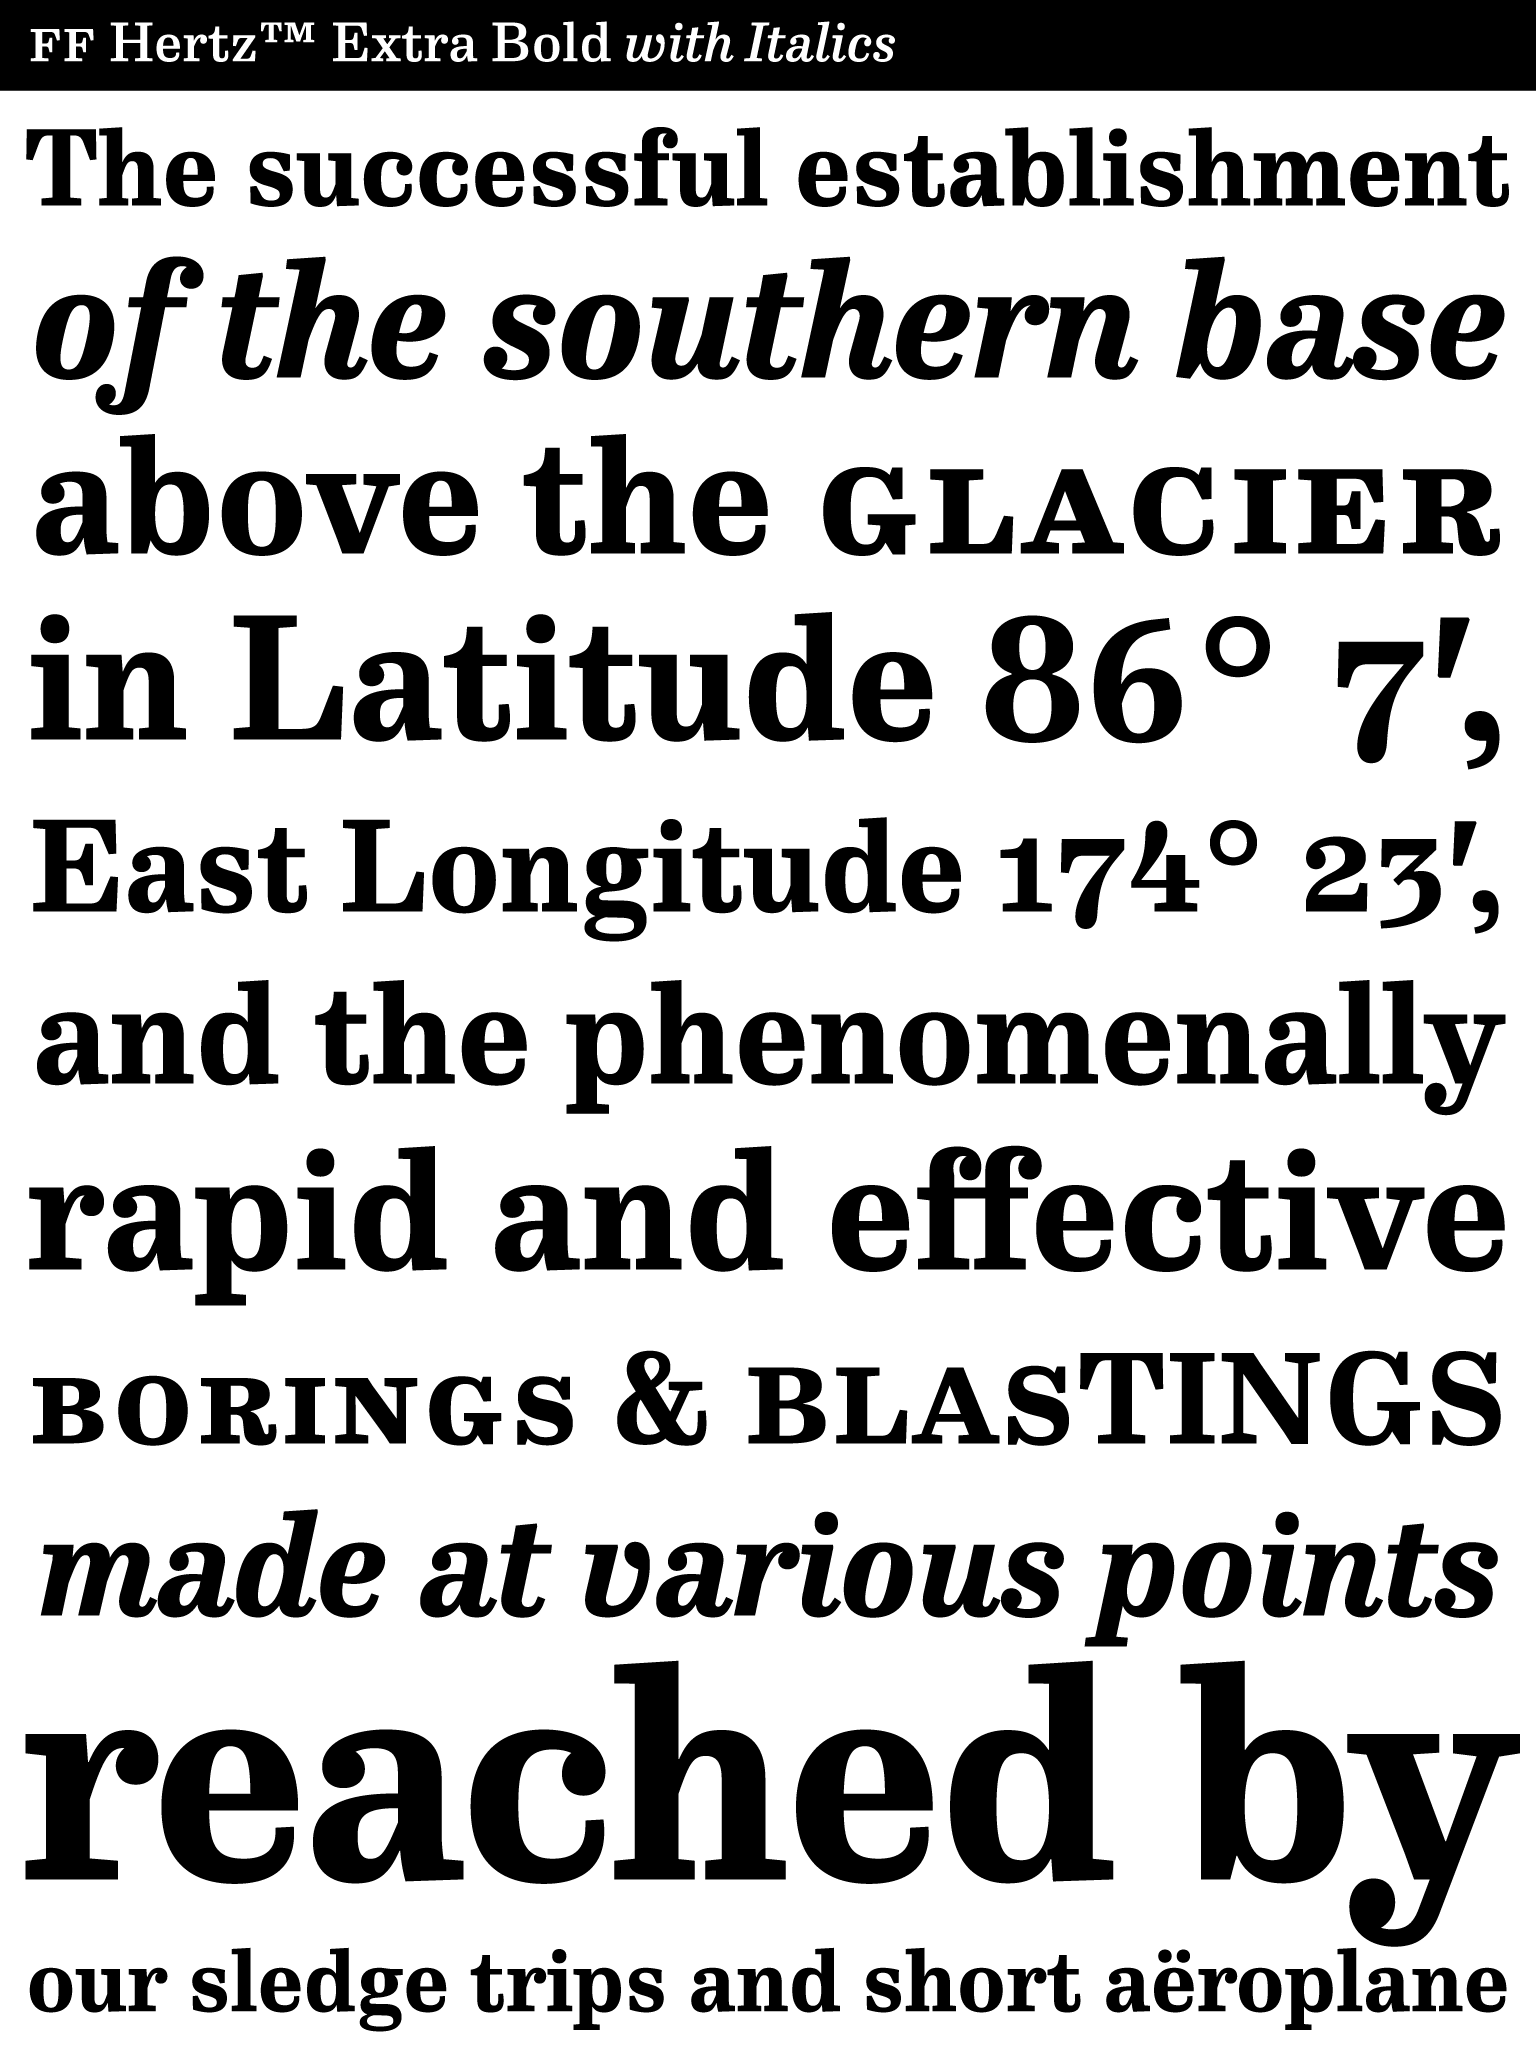 FF Hertz™ Extra Bold with Italics
The successful establishment
of the southern base
above the GLACIER
in Latitude 86° 7′,
East Longitude 174° 23′,
and the phenomenally
rapid and effective
BORINGS & BLASTINGS
made at various points
reached by
our sledge trips and short aëroplane